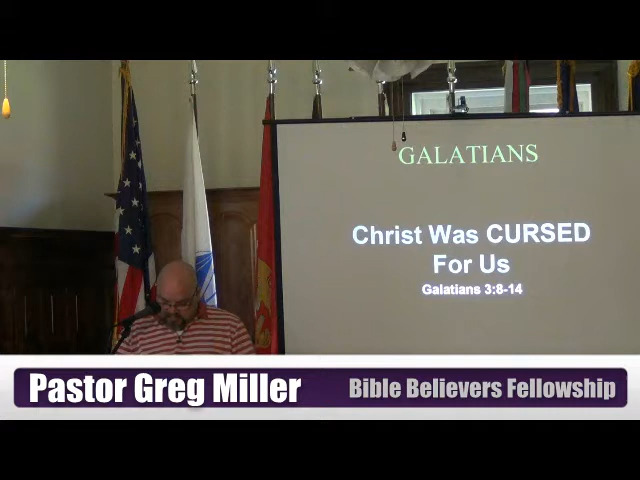 GALATIANS
Christ Was CURSED
For Us
Galatians 3:8-14
Pastor Greg Miller
Bible Believers Fellowship